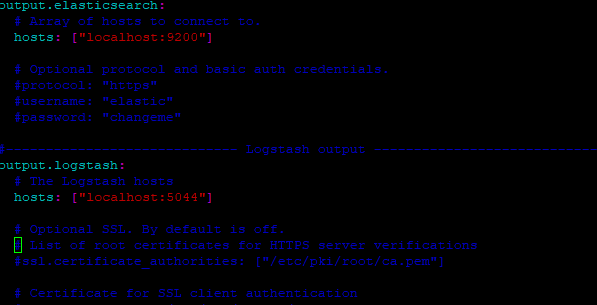 output.elasticsearch:
# Array of hosts to connect to.
hosts: ["localhost:9200"]
# Optional protocol and basic auth credentials.
#protocol: "https"
#username: "elastic"
#password: "changeme"
#----------------------------- Logstash output --------------------------------
output.logstash:
# The Logstash hosts
hosts: ["localhost:5044"]
# Optional SSL. By default is off.
# List of root certificates for HTTPS server verifications
#ssl.certificate_authorities: ["/etc/pki/root/ca.pem"]
# Certificate for SSL client authentication